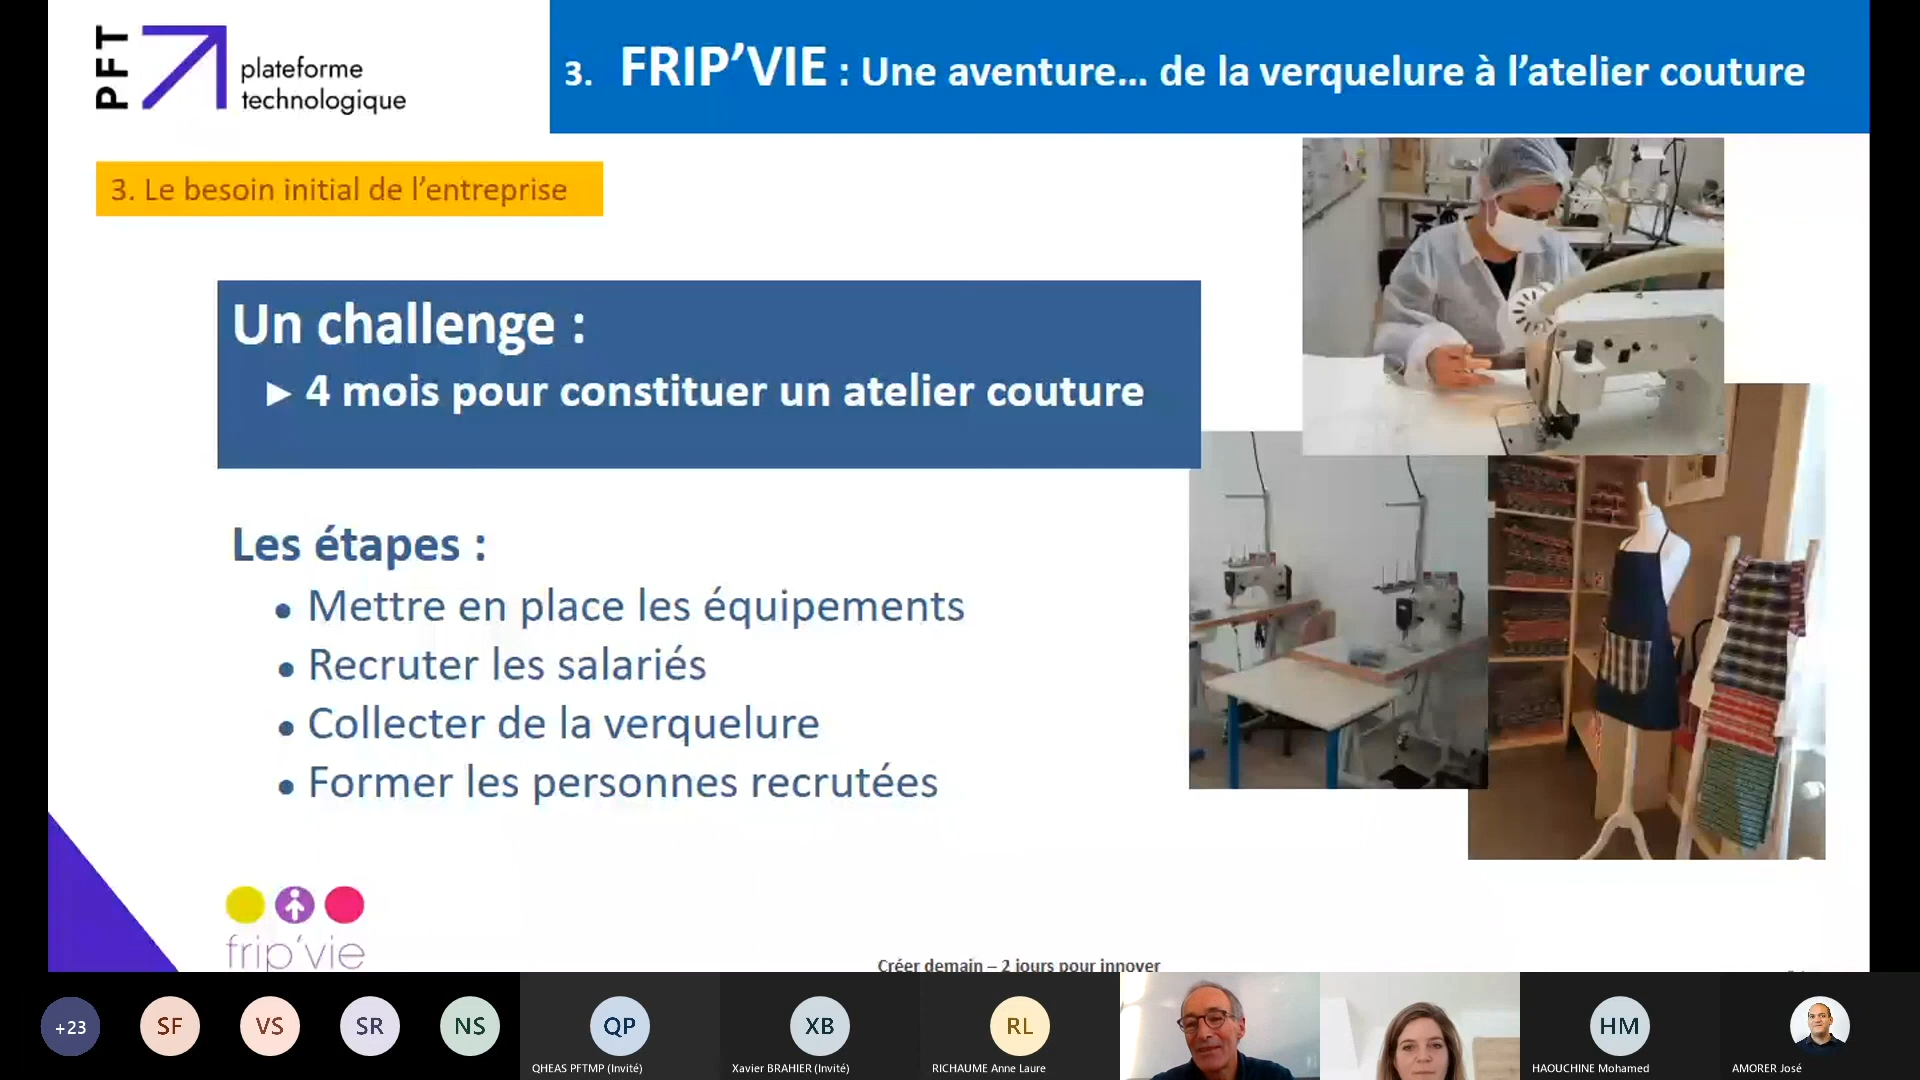 PFT
plateforme
technologique
3. FRIP’VIE : Une aventure… de la verquelure à l’atelier couture
3. Le besoin initial de l’entreprise
Un challenge :
► 4 mois pour constituer un atelier couture
Les étapes :
• Mettre en place les équipements
• Recruter les salariés
• Collecter de la verquelure
• Former les personnes recrutées
frip’vie
Créer demain – 2 jours pour innover
+23
SF
VS
SR
NS
QP
XB
RL
HM
QHEAS PFTMP (Invité)
Xavier BRAHIER (Invité)
RICHAUME Anne Laure
HAOUCHINE Mohamed
AMORER José